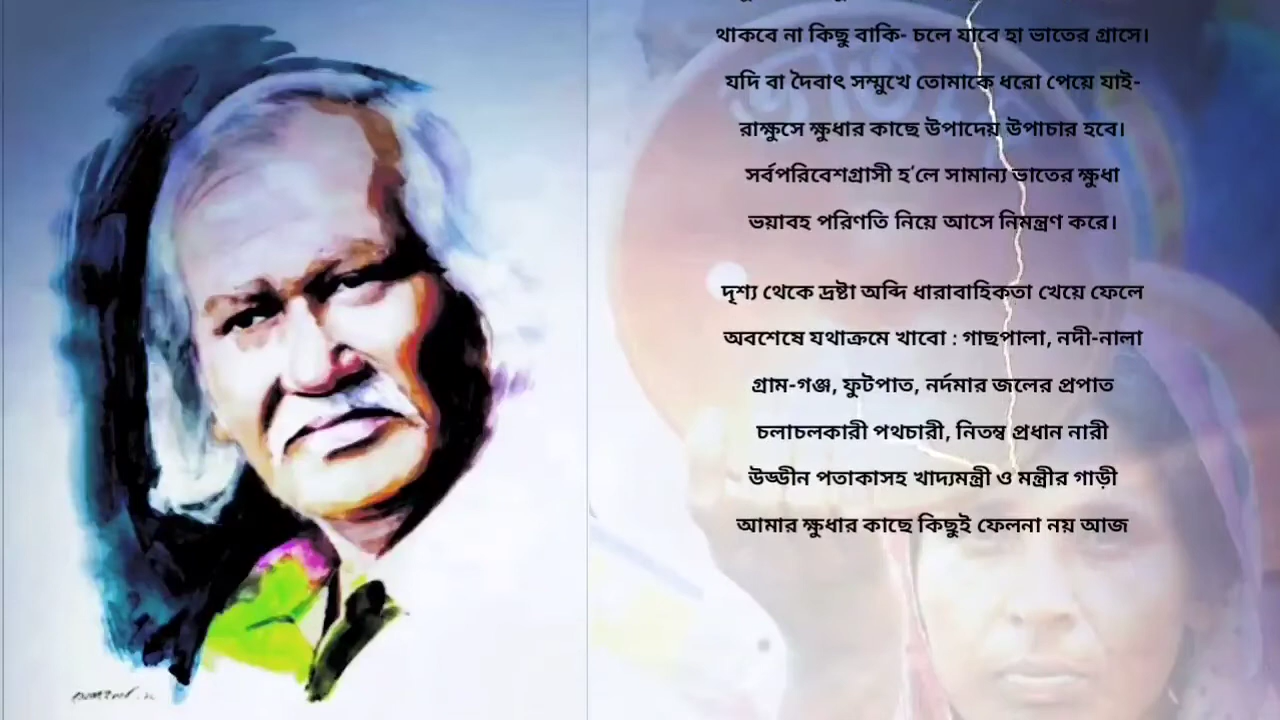 থাকবে না কিছু বাকি- চলে যাবে হা ভাতের গ্রাসে।
যদি বা দৈবাৎ সম্মুখে তোমাকে ধরো পেয়ে যাই-
রাক্ষুসে ক্ষুধার কাছে উপাদেয় উপাচার হবে।
সর্বপরিবেশগ্রাসী হ'লে সামান্য ভাতের ক্ষুধা
ভয়াবহ পরিণতি নিয়ে আসে নিমন্ত্রণ করে।
দৃশ্য থেকে দ্রষ্টা অব্দি ধারাবাহিকতা খেয়ে ফেলে
অবশেষে যথাক্রমে খাবো : গাছপালা, নদী-নালা
গ্রাম-গঞ্জ, ফুটপাত, নর্দমার জলের প্রপাত
চলাচলকারী পথচারী, নিতম্ব প্রধান নারী
উড্ডীন পতাকাসহ খাদ্যমন্ত্রী ও মন্ত্রীর গাড়ী
আমার ক্ষুধার কাছে কিছুই ফেলনা নয় আজ